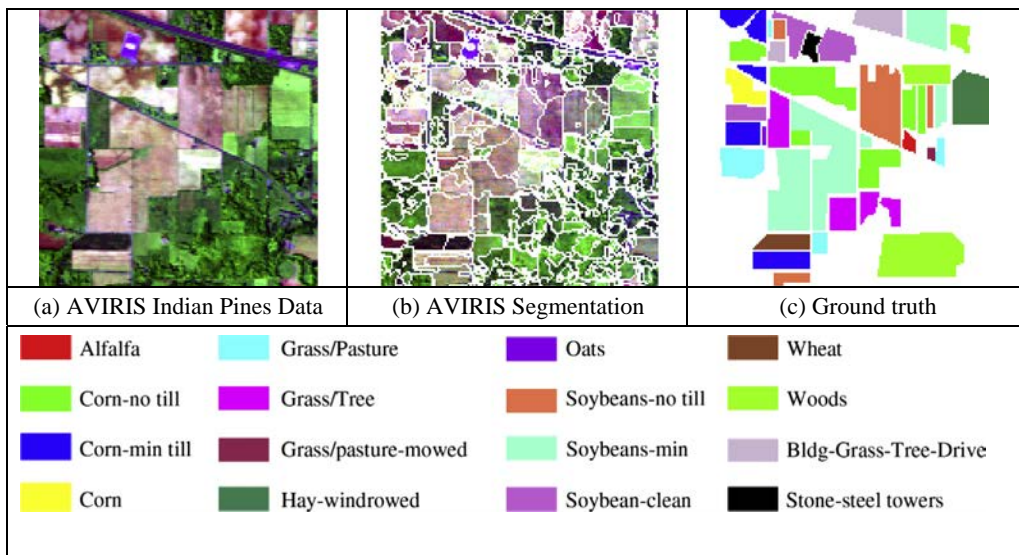 (a) AVIRIS Indian Pines Data
(b) AVIRIS Segmentation
(c) Ground truth
Alfalfa
Grass/Pasture
Oats
Wheat
Corn-no till
Grass/Tree
Soybeans-no till
Woods
Corn-min till
Grass/pasture-mowed
Soybeans-min
Bldg-Grass-Tree-Drive
Corn
Hay-windrowed
Soybean-clean
Stone-steel towers